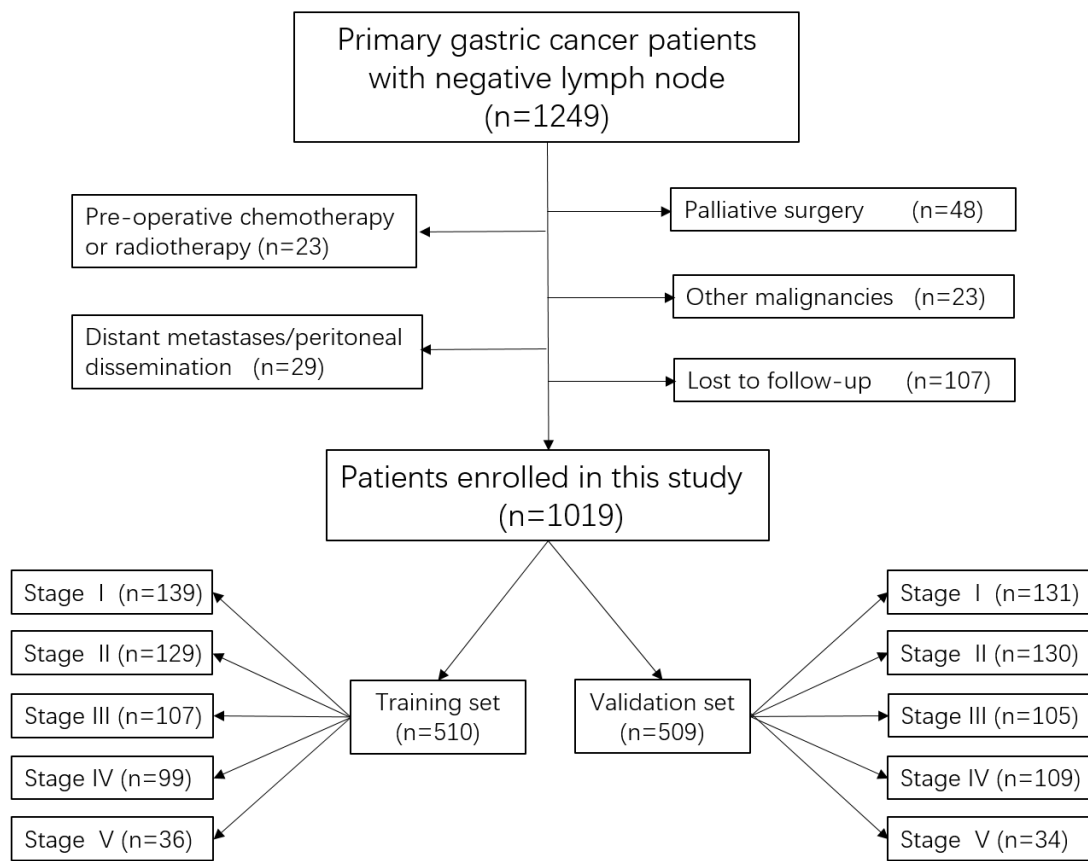 Primary gastric cancer patients
with negative lymph node
(n=1249)
Pre-operative chemotherapy
or radiotherapy (n=23)
Palliative surgery (n=48)
Other malignancies (n=23)
Distant metastases/peritoneal
dissemination (n=29)
Lost to follow-up (n=107)
Patients enrolled in this study
(n=1019)
Training set
(n=510)
Stage I (n=139)
Stage II (n=129)
Stage III (n=107)
Stage IV (n=99)
Stage V (n=36)
Validation set
(n=509)
Stage I (n=131)
Stage II (n=130)
Stage III (n=105)
Stage IV (n=109)
Stage V (n=34)